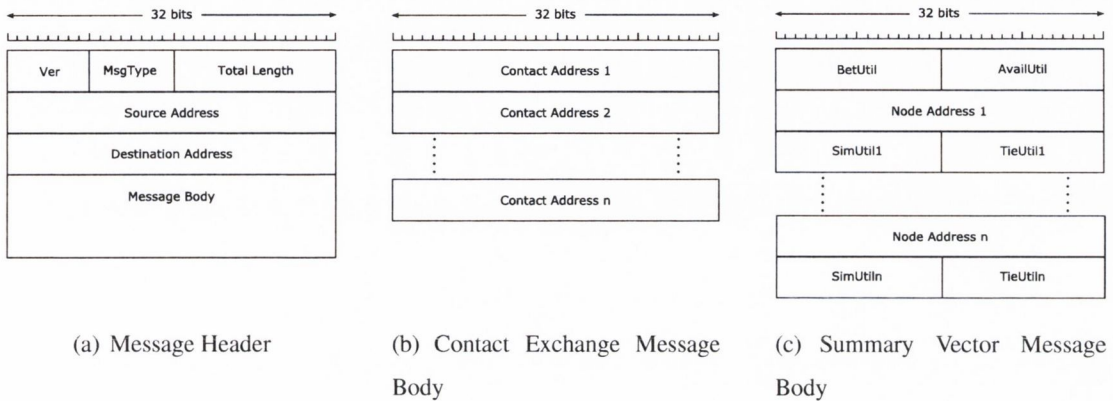 32 bits
Ver MsgType Total Length
Source Address
Destination Address
Message Body
(a) Message Header
32 bits
Contact Address 1
Contact Address 2
Contact Address n
(b) Contact Exchange Message
Body
32 bits
BetUtil AvailUtil
Node Address 1
SimUtil1 TieUtil1
Node Address n
SimUtiln TieUtiln
(c) Summary Vector Message
Body